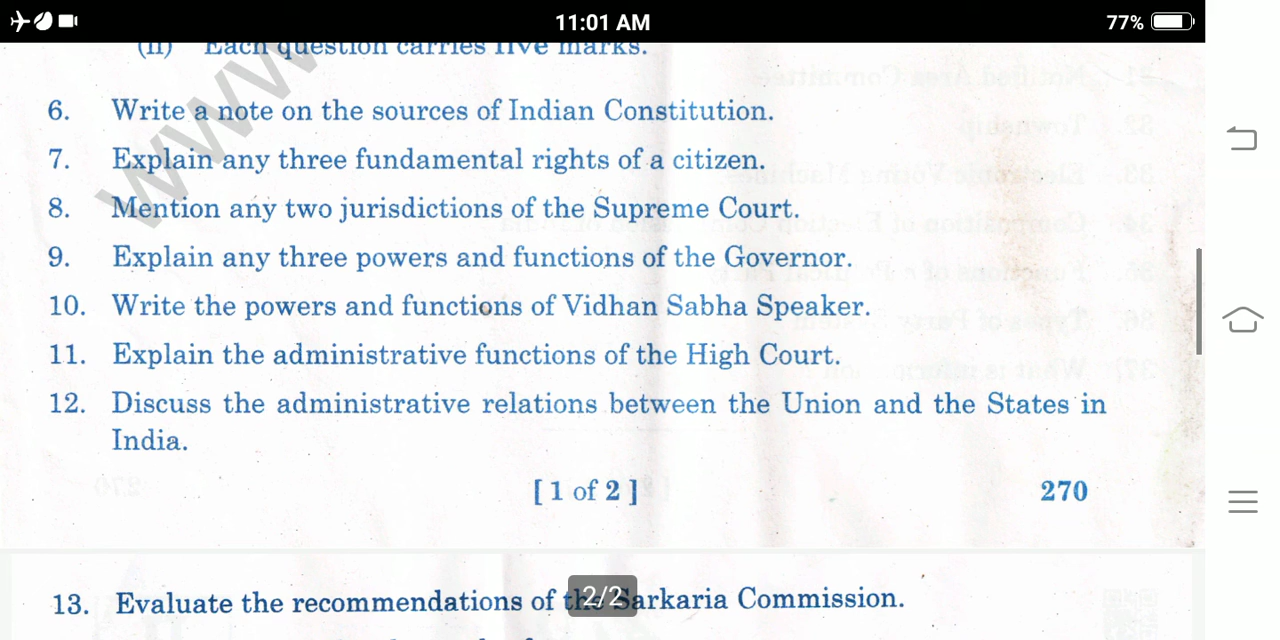 11:01 AM
77%
(ii) Each question carries five marks.
www
6. Write a note on the sources of Indian Constitution.
7. Explain any three fundamental rights of a citizen.
8. Mention any two jurisdictions of the Supreme Court.
9. Explain any three powers and functions of the Governor.
10. Write the powers and functions of Vidhan Sabha Speaker.
11. Explain the administrative functions of the High Court.
12. Discuss the administrative relations between the Union and the States in
India.
[ 1 of 2 ] 270
2/2
13. Evaluate the recommendations of the Sarkaria Commission.